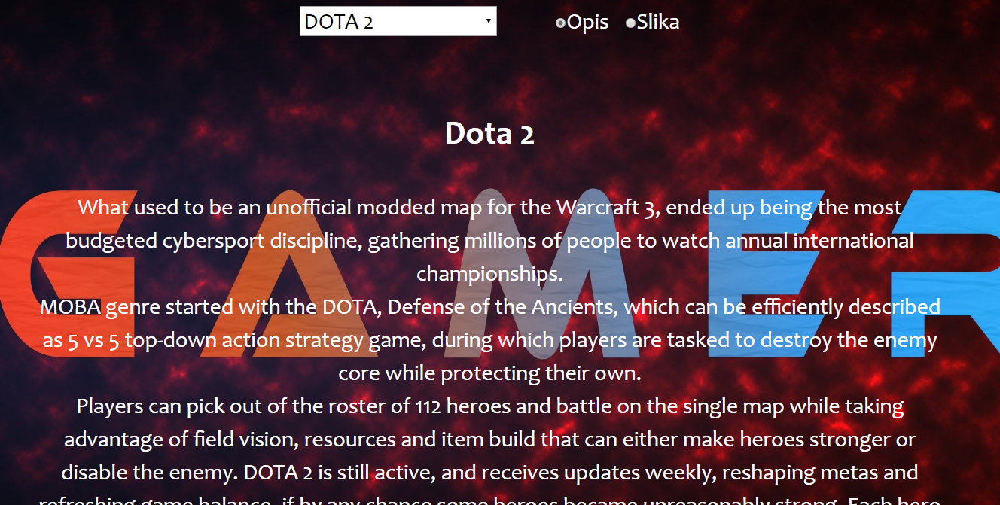 DOTA 2
Opis Slika
Dota 2
GAMER
What used to be an unofficial modded map for the Warcraft 3, ended up being the most
budgeted cybersport discipline, gathering millions of people to watch annual international
championships.
MOBA genre started with the DOTA, Defense of the Ancients, which can be efficiently described
as 5 vs 5 top-down action strategy game, during which players are tasked to destroy the enemy
core while protecting their own.
Players can pick out of the roster of 112 heroes and battle on the single map while taking
advantage of field vision, resources and item build that can either make heroes stronger or
disable the enemy. DOTA 2 is still active, and receives updates weekly, reshaping metas and
refreshing game balance, if by any chance some heroes became unreasonably strong. Each hero